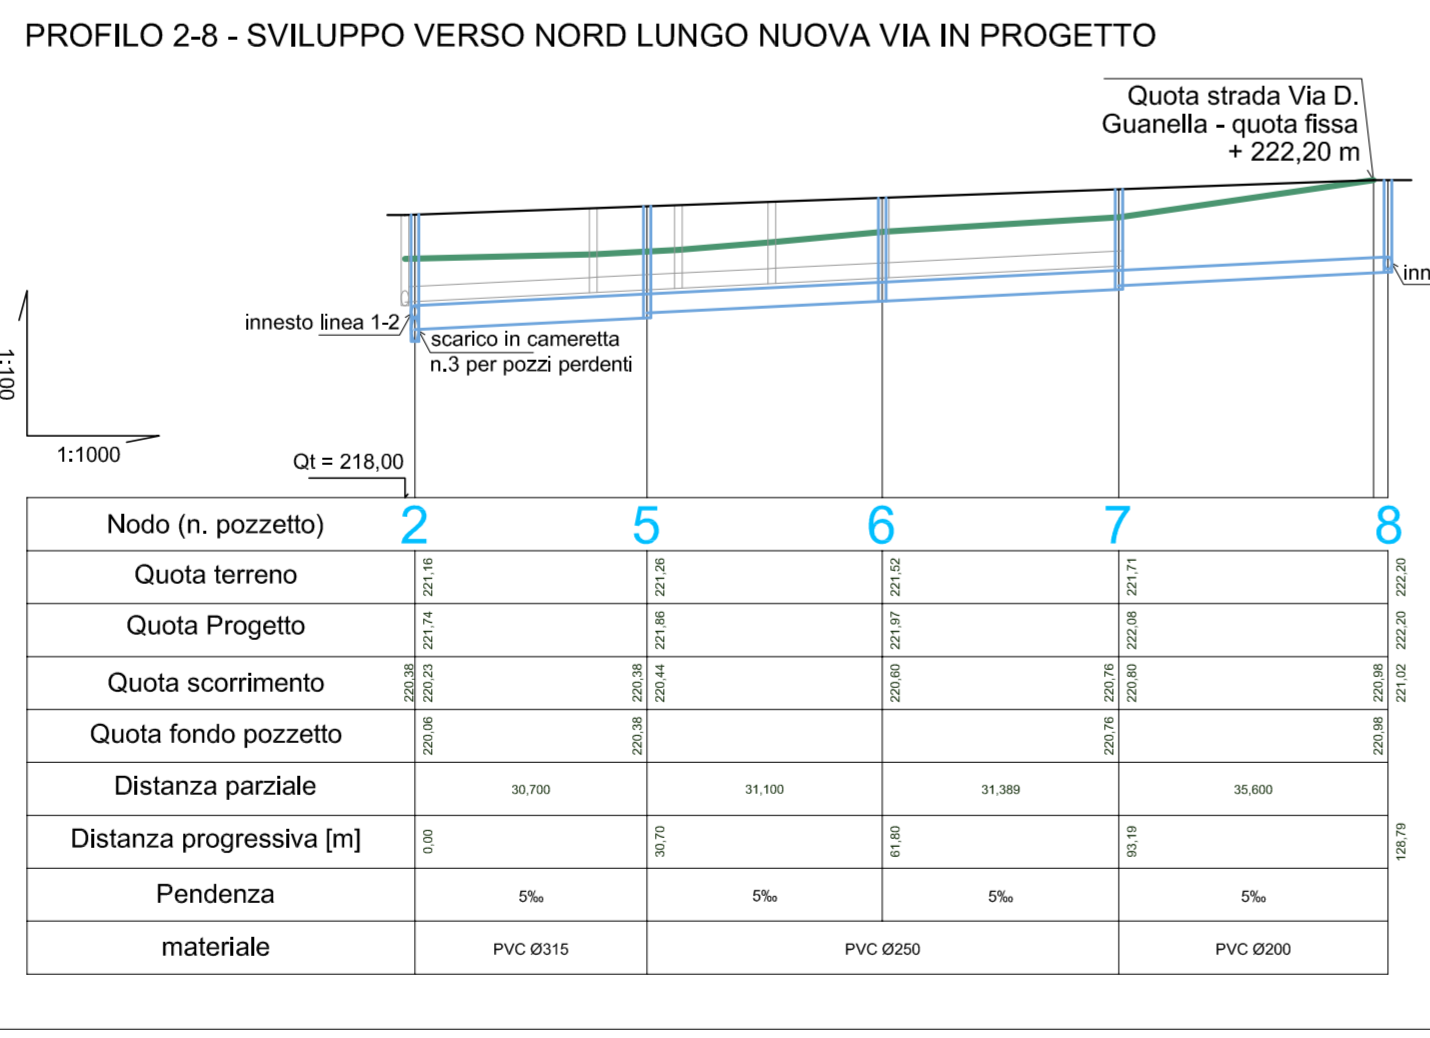 PROFILO 2-8 - SVILUPPO VERSO NORD LUNGO NUOVA VIA IN PROGETTO
Quota strada Via D.
Guanella - quota fissa
+ 222,20 m
innesto linea 1-2
scarico in cameretta
n.3 per pozzi perdenti
inn
1:100
1:1000
Qt = 218,00
Nodo (n. pozzetto) 2 5 6 7 8
Quota terreno 221,16 221,26 221,52 221,71 222,20
Quota Progetto 221,74 221,86 221,97 222,08 222,20
Quota scorrimento 220,38 220,23 220,38 220,44 220,60 220,76 220,80 220,98 221,02
Quota fondo pozzetto 220,06 220,38 220,76 220,98
Distanza parziale 30,700 31,100 31,389 35,600
Distanza progressiva [m] 0,00 30,70 61,80 93,19 128,79
Pendenza 5‰ 5‰ 5‰ 5‰
materiale PVC Ø315 PVC Ø250 PVC Ø200